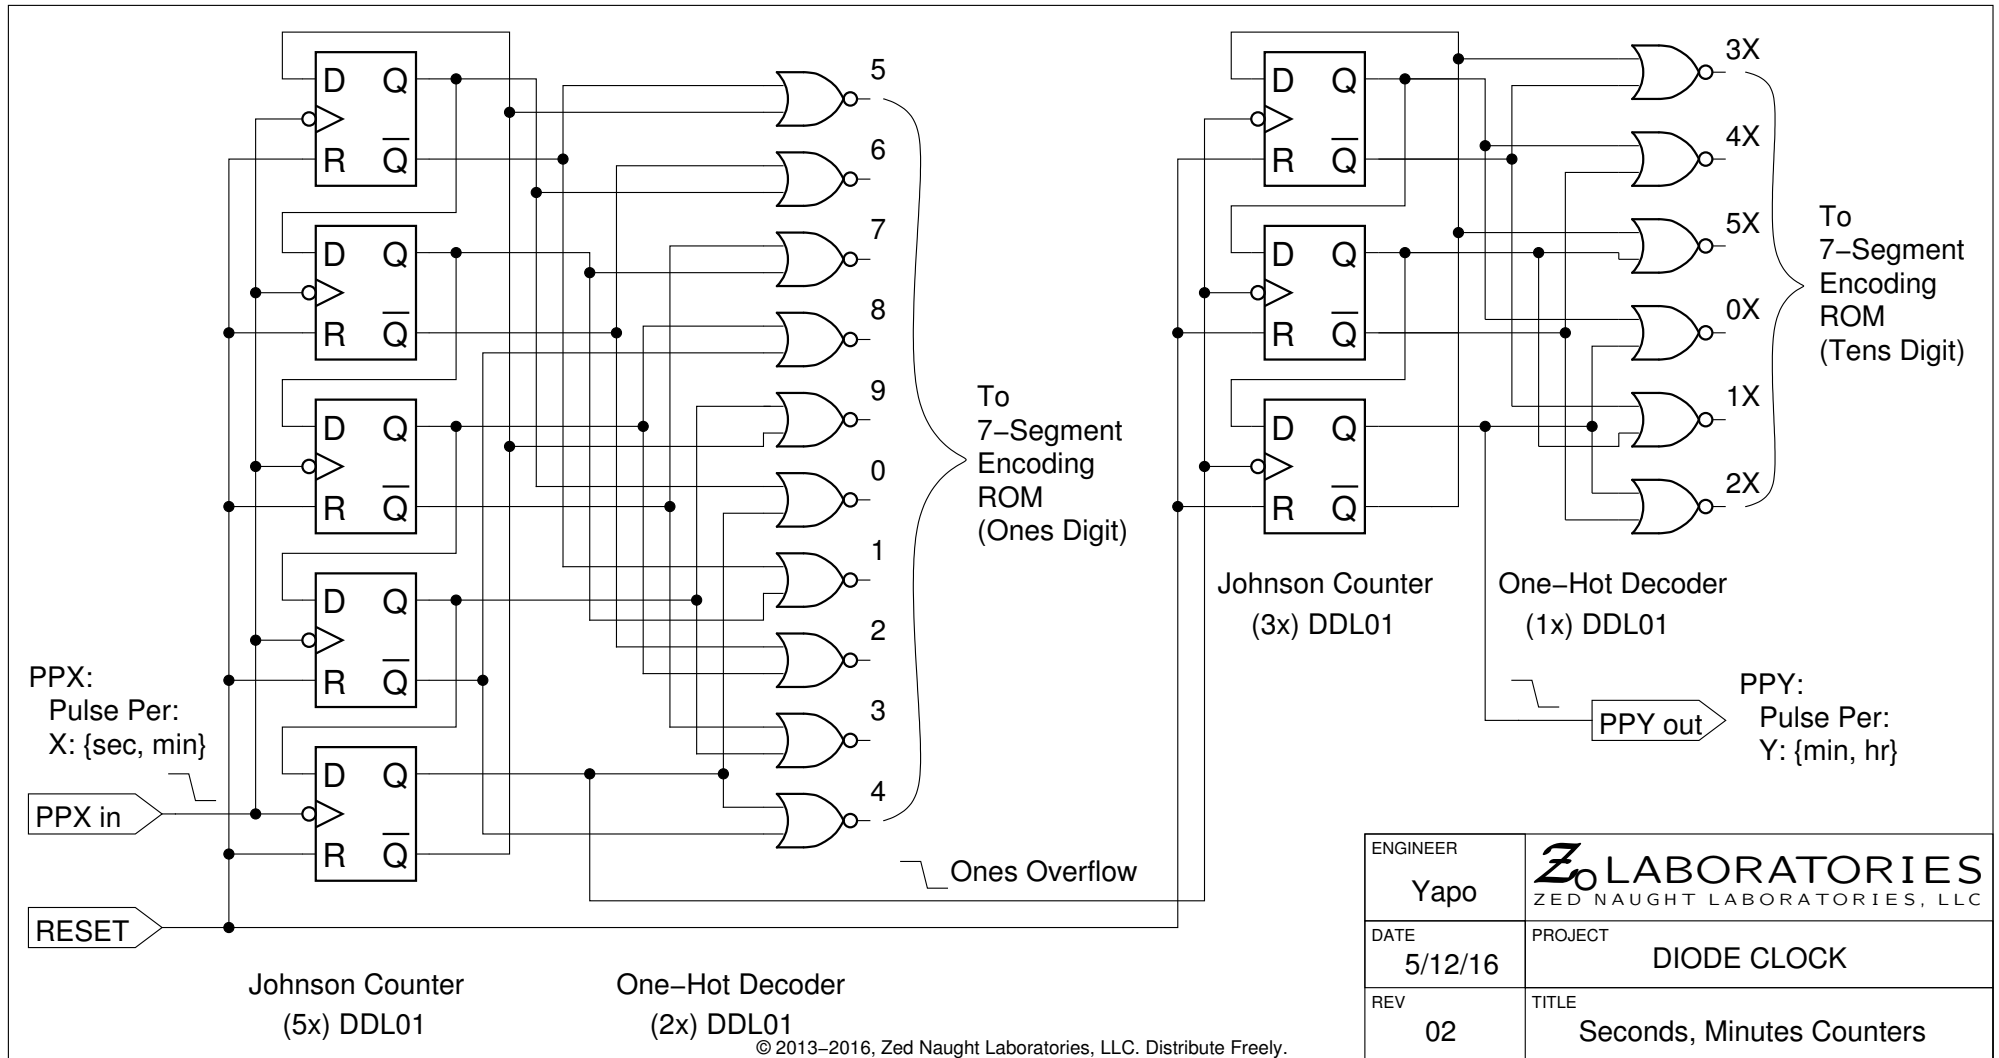 D Q
R Q
D Q
R Q
D Q
R Q
D Q
R Q
D Q
R Q
PPX:
Pulse Per:
X: {sec, min}
PPX in
RESET
5
6
7
8
9
0
1
2
3
4
To
7−Segment
Encoding
ROM
(Ones Digit)
Ones Overflow
Johnson Counter
(5x) DDL01
One−Hot Decoder
(2x) DDL01
D Q
R Q
D Q
R Q
D Q
R Q
3X
4X
5X
0X
1X
2X
To
7−Segment
Encoding
ROM
(Tens Digit)
Johnson Counter
(3x) DDL01
One−Hot Decoder
(1x) DDL01
PPY out
PPY:
Pulse Per:
Y: {min, hr}
ENGINEER
Yapo
Zo LABORATORIES
ZED NAUGHT LABORATORIES, LLC
DATE
5/12/16
PROJECT
DIODE CLOCK
REV
02
TITLE
Seconds, Minutes Counters
© 2013−2016, Zed Naught Laboratories, LLC. Distribute Freely.